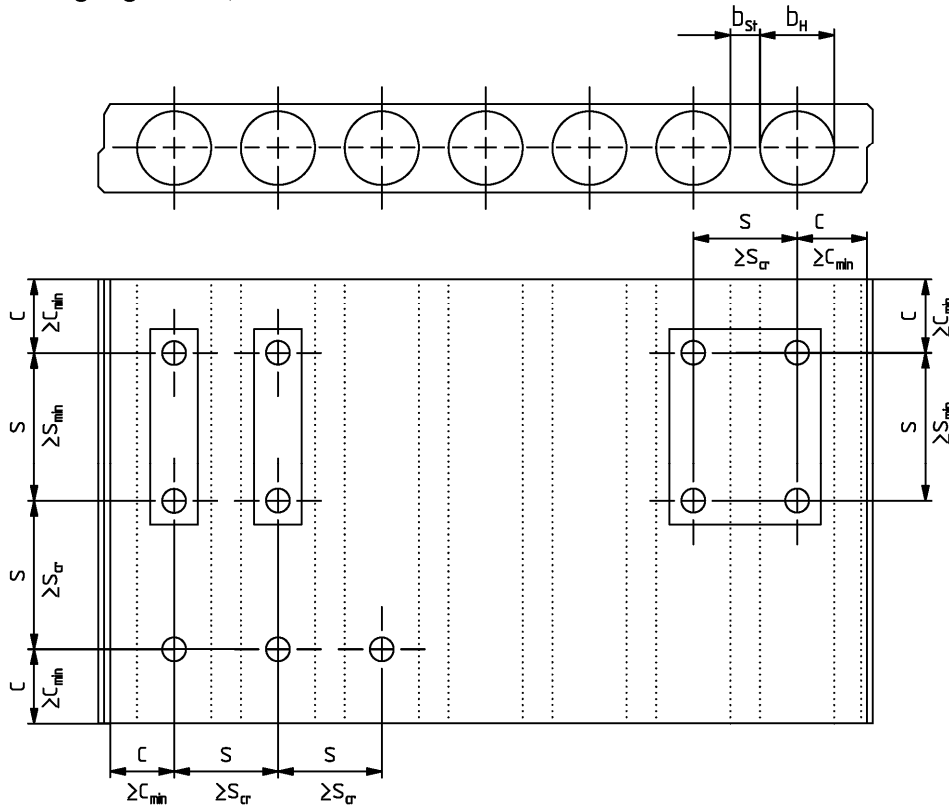 b_St b_H
S C
≥S_cr ≥C_min
C
≥C_min
S
≥S_min
S
≥S_cr
C
≥C_min
C
≥C_min
S
≥S_min
C S S
≥C_min ≥S_cr ≥S_cr